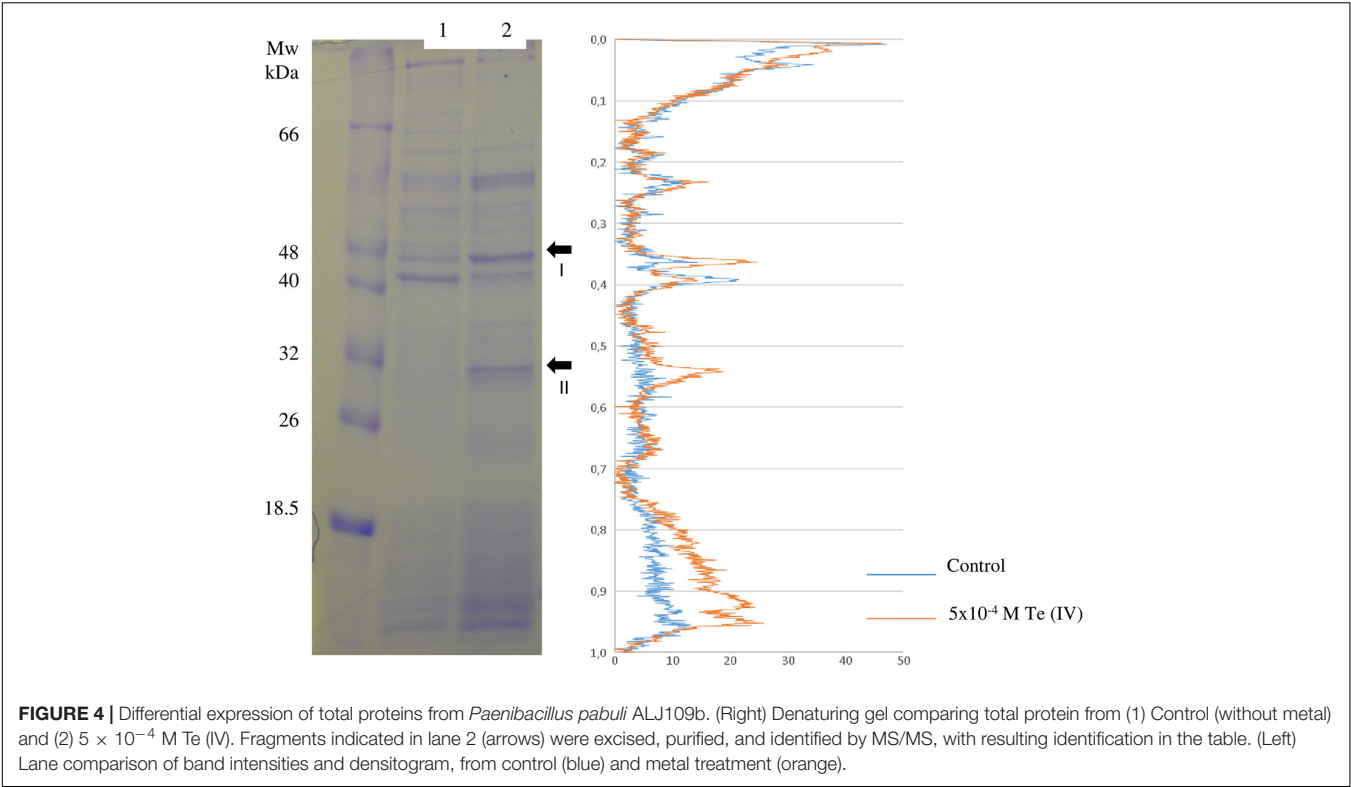 1 2
Mw
kDa
66
48
40
32
26
18.5
I
II
0,0
0,1
0,2
0,3
0,4
0,5
0,6
0,7
0,8
0,9
1,0
0 10 20 30 40 50
Control
5x10⁻⁴ M Te (IV)
FIGURE 4 | Differential expression of total proteins from Paenibacillus pabuli ALJ109b. (Right) Denaturing gel comparing total protein from (1) Control (without metal)
and (2) 5 × 10⁻⁴ M Te (IV). Fragments indicated in lane 2 (arrows) were excised, purified, and identified by MS/MS, with resulting identification in the table. (Left)
Lane comparison of band intensities and densitogram, from control (blue) and metal treatment (orange).